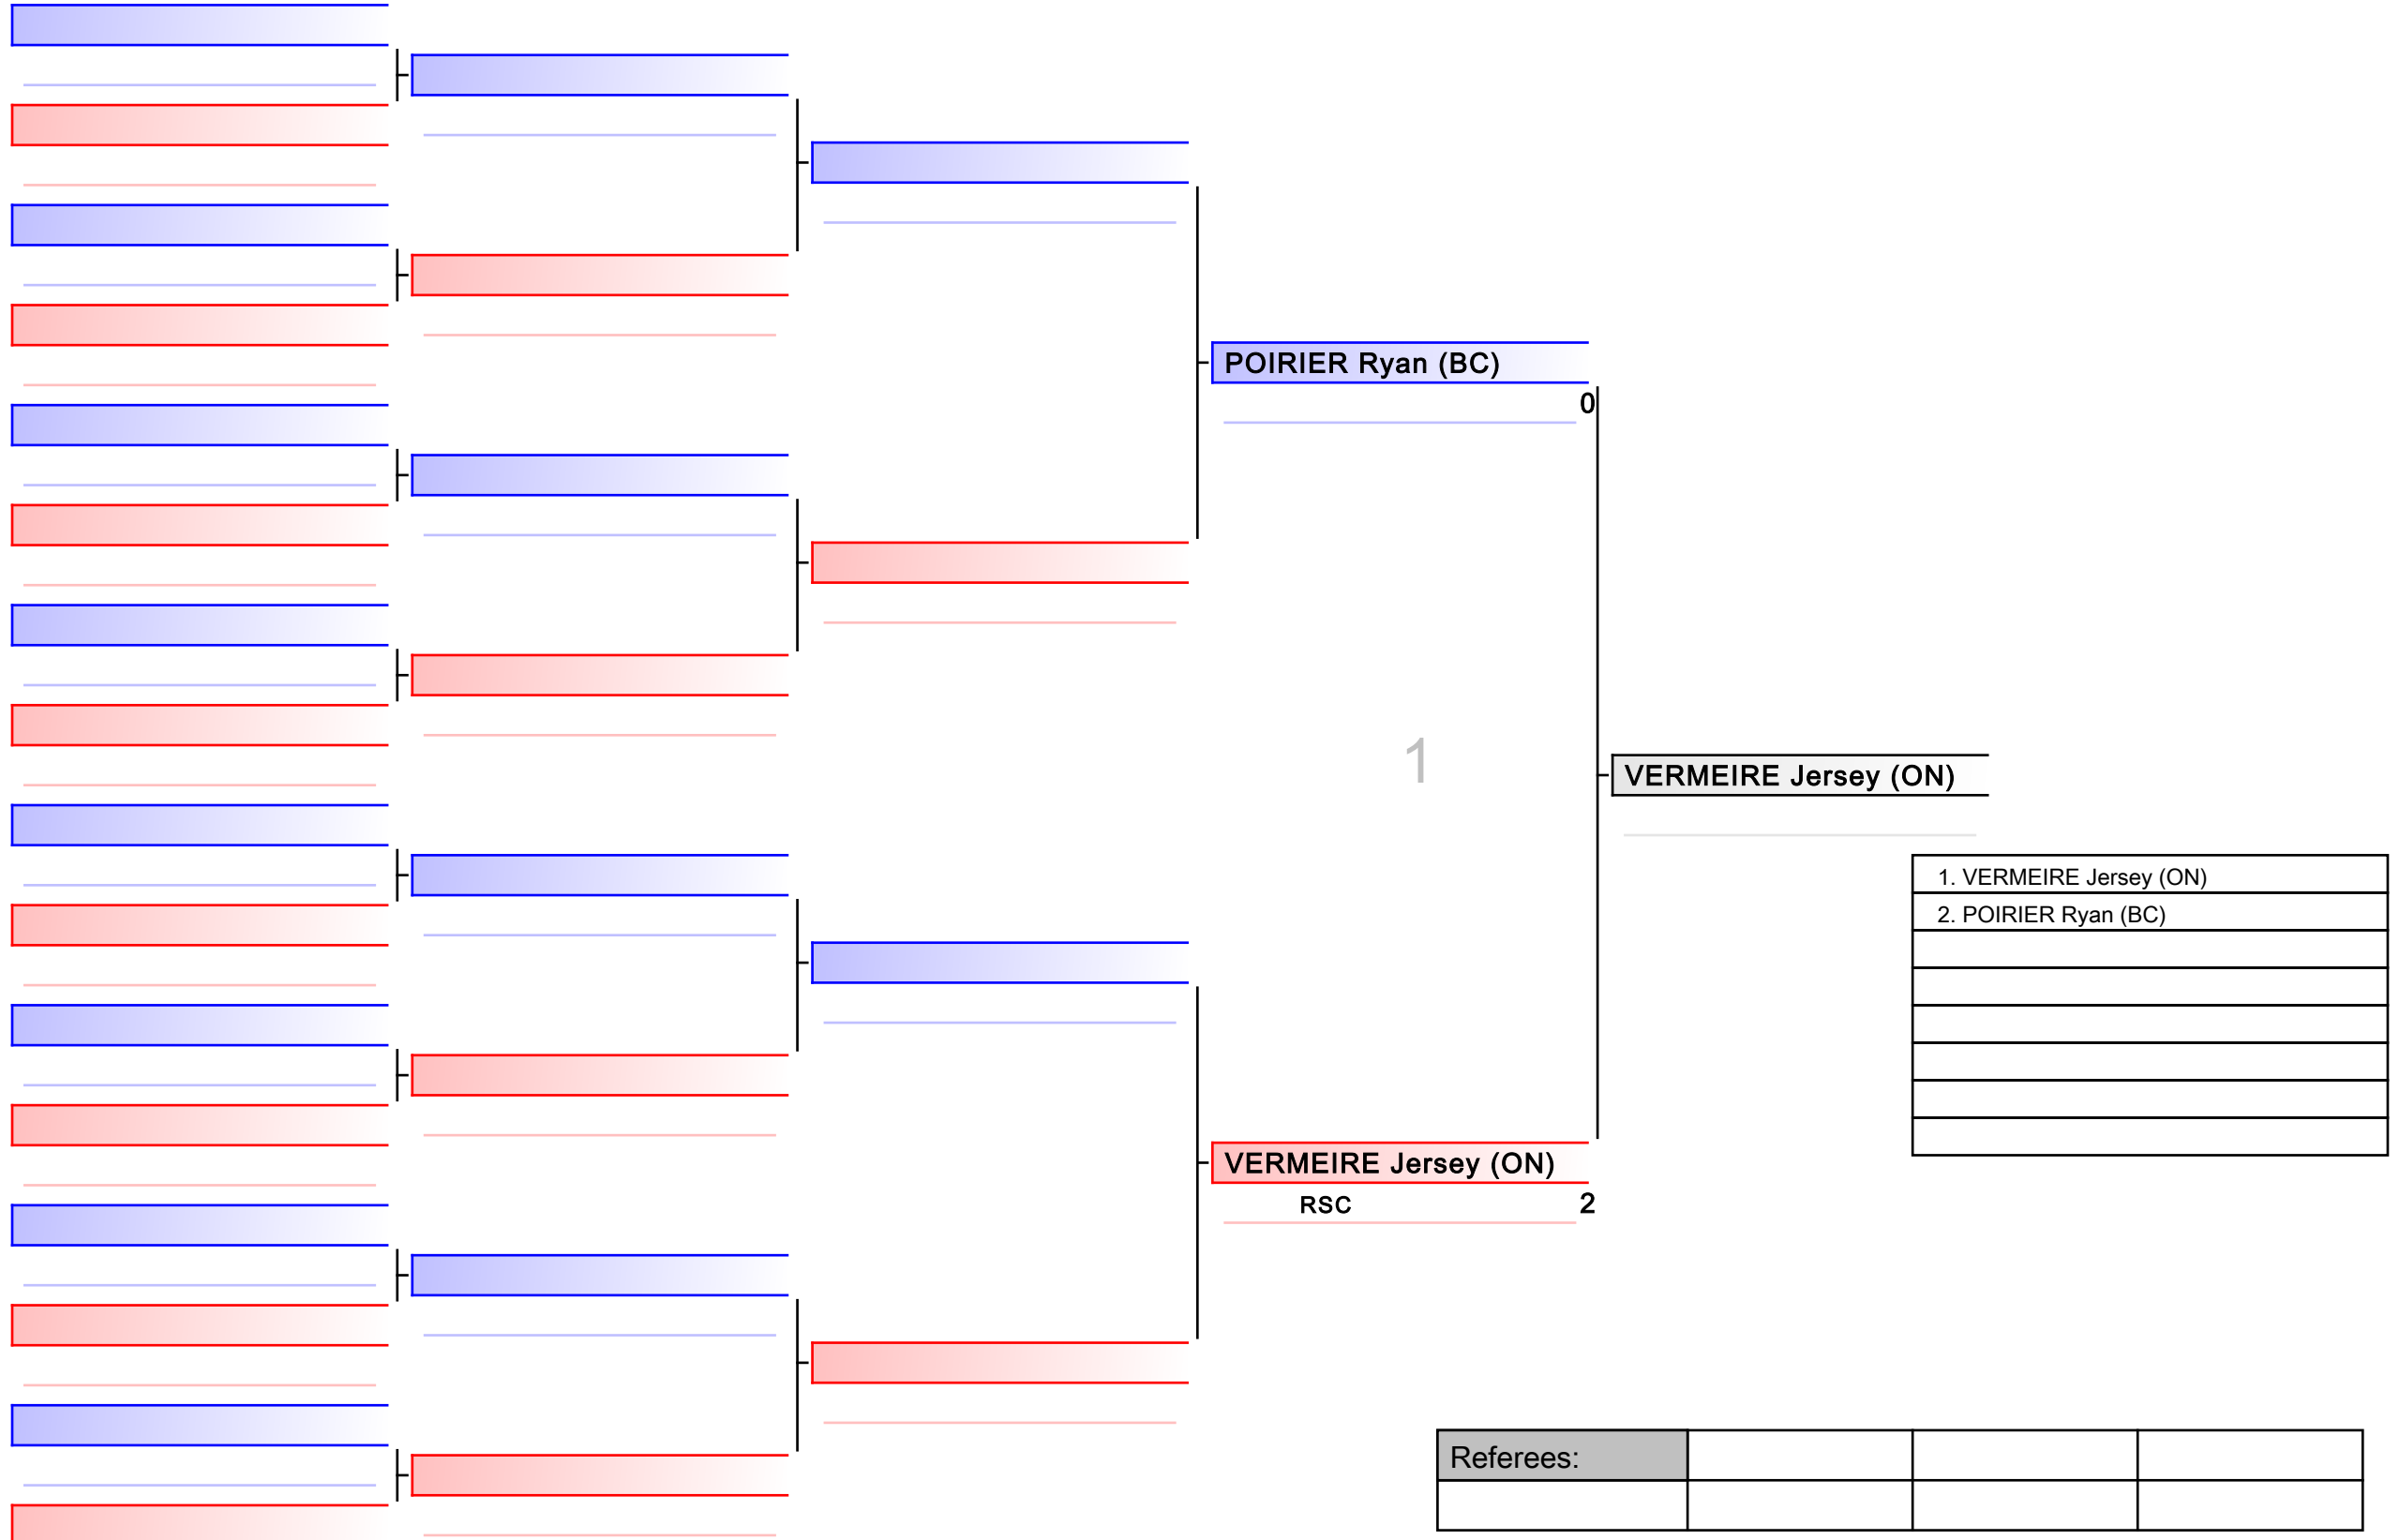 POIRIER Ryan (BC)
0
1
VERMEIRE Jersey (ON)
1. VERMEIRE Jersey (ON)
2. POIRIER Ryan (BC)
VERMEIRE Jersey (ON)
RSC 2
Referees: